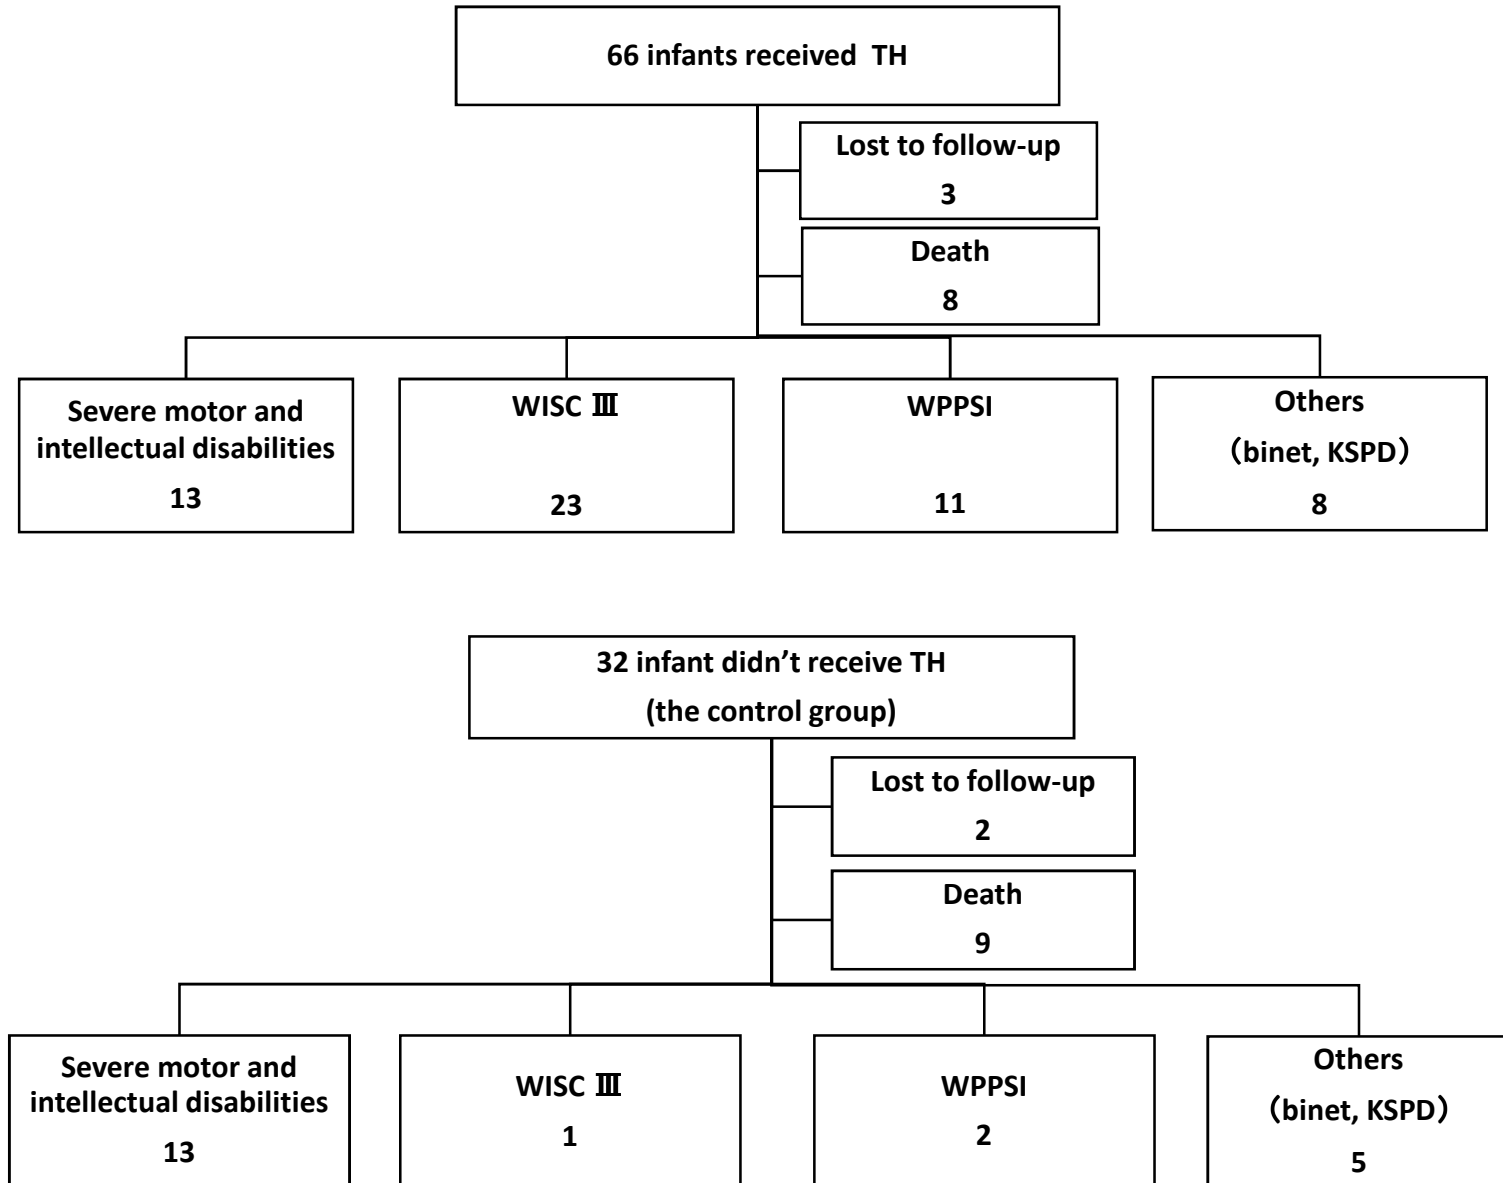 66 infants received TH
Lost to follow-up
3
Death
8
Severe motor and
intellectual disabilities
13
WISC Ⅲ
23
WPPSI
11
Others
（binet, KSPD）
8
32 infant didn’t receive TH
(the control group)
Lost to follow-up
2
Death
9
Severe motor and
intellectual disabilities
13
WISC Ⅲ
1
WPPSI
2
Others
（binet, KSPD）
5